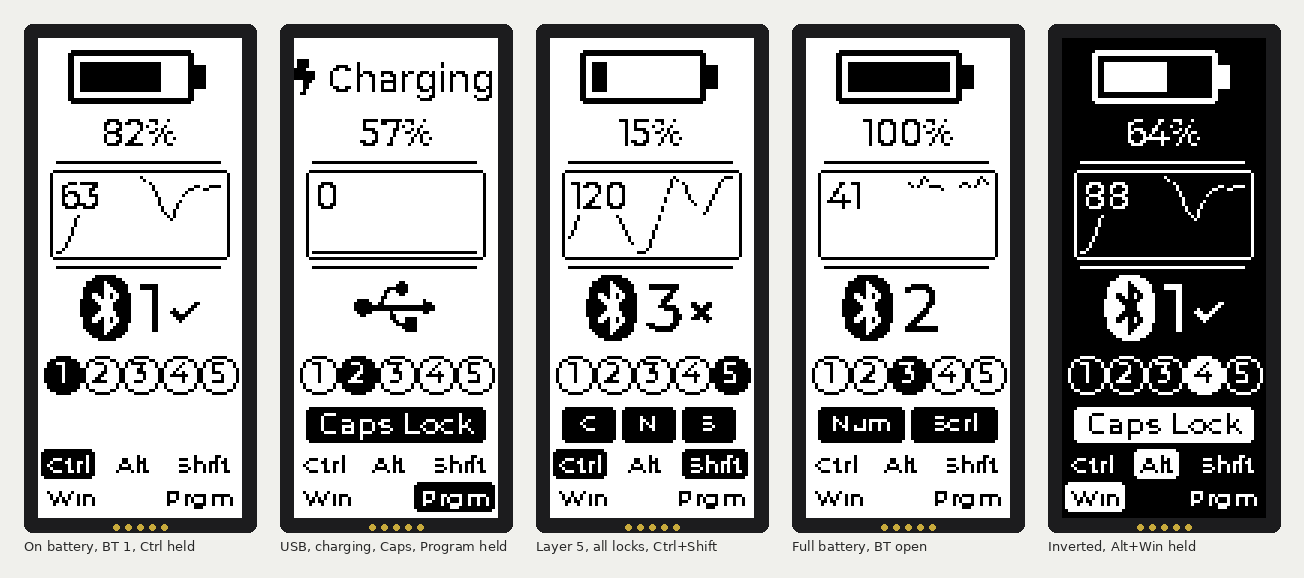 82%
63
1
1 2 3 4 5
Ctrl Alt Shift
Win Prgm
On battery, BT 1, Ctrl held
Charging
57%
0
1 2 3 4 5
Caps Lock
Ctrl Alt Shift
Win Prgm
USB, charging, Caps, Program held
15%
120
3
1 2 3 4 5
C N S
Ctrl Alt Shift
Win Prgm
Layer 5, all locks, Ctrl+Shift
100%
41
2
1 2 3 4 5
Num Scrl
Ctrl Alt Shift
Win Prgm
Full battery, BT open
64%
88
1
1 2 3 4 5
Caps Lock
Ctrl Alt Shift
Win Prgm
Inverted, Alt+Win held